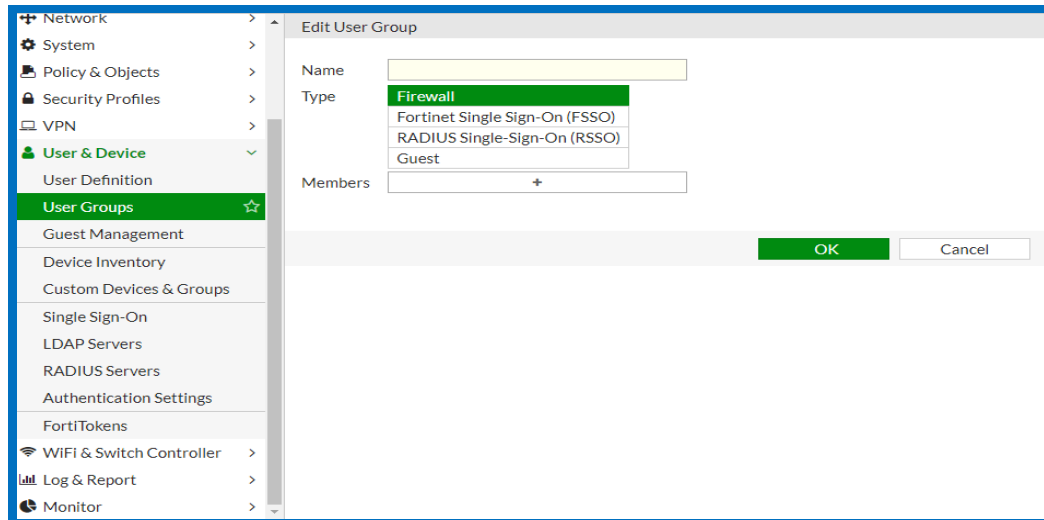 Network
System
Policy & Objects
Security Profiles
VPN
User & Device
User Definition
User Groups
Guest Management
Device Inventory
Custom Devices & Groups
Single Sign-On
LDAP Servers
RADIUS Servers
Authentication Settings
FortiTokens
WiFi & Switch Controller
Log & Report
Monitor
Edit User Group
Name
Type
Firewall
Fortinet Single Sign-On (FSSO)
RADIUS Single-Sign-On (RSSO)
Guest
Members +
OK Cancel